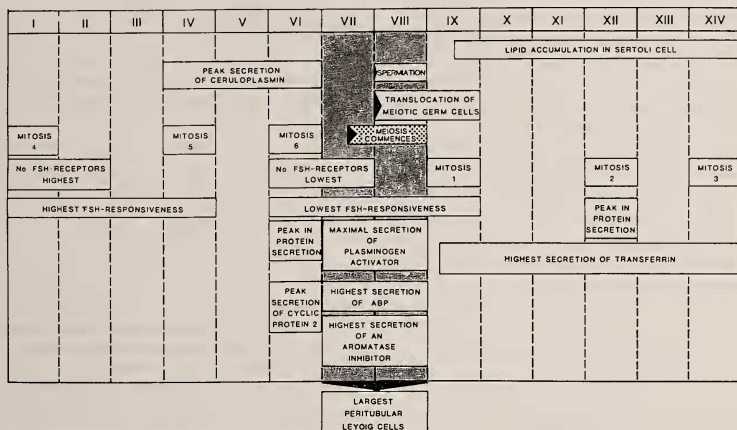 I II III IV V VI VII VIII IX X XI XII XIII XIV
LIPID ACCUMULATION IN SERTOLI CELL
PEAK SECRETION
OF CERULOPLASMIN
SPERMIATION
TRANSLOCATION OF
MEIOTIC GERM CELLS
MITOSIS
4
MITOSIS
5
MITOSIS
6
MEIOSIS
COMMENCES
No FSH-RECEPTORS
HIGHEST
No FSH-RECEPTORS
LOWEST
MITOSIS
1
MITOSIS
2
MITOSIS
3
HIGHEST FSH-RESPONSIVENESS
LOWEST FSH-RESPONSIVENESS
PEAK IN
PROTEIN
SECRETION
PEAK IN
PROTEIN
SECRETION
MAXIMAL SECRETION
OF
PLASMINOGEN
ACTIVATOR
HIGHEST SECRETION OF TRANSFERRIN
PEAK
SECRETION
OF CYCLIC
PROTEIN 2
HIGHEST SECRETION
OF ABP
HIGHEST SECRETION
OF AN
AROMATASE
INHIBITOR
LARGEST
PERITUBULAR
LEYDIG CELLS